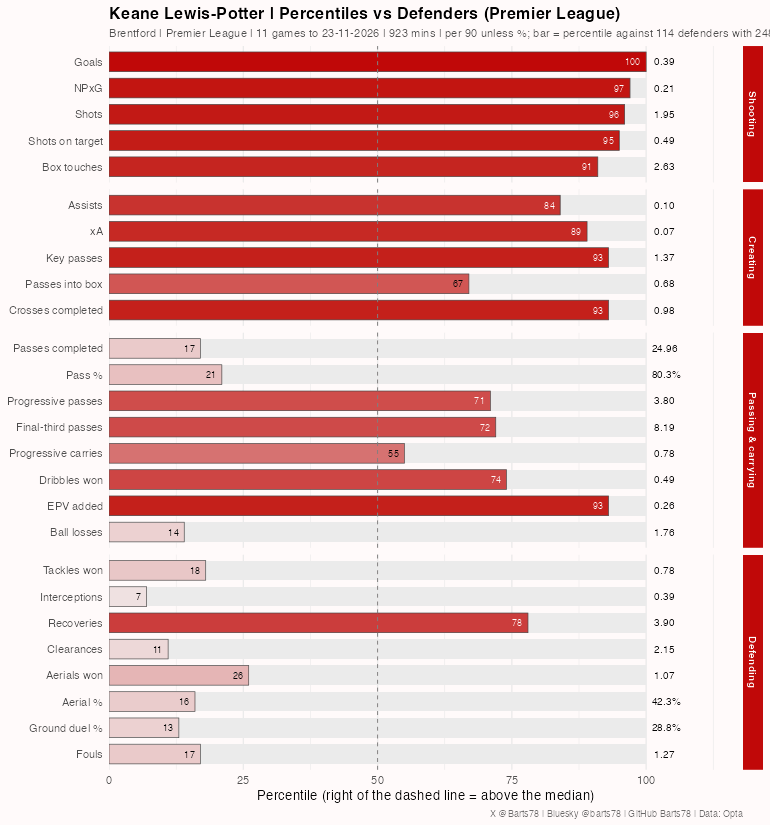 Keane Lewis-Potter | Percentiles vs Defenders (Premier League)
Brentford | Premier League | 11 games to 23-11-2026 | 923 mins | per 90 unless %; bar = percentile against 114 defenders with 248
Goals 100 0.39
NPxG 97 0.21
Shots 96 1.95
Shots on target 95 0.49
Box touches 91 2.63
Shooting
Assists 84 0.10
xA 89 0.07
Key passes 93 1.37
Passes into box 67 0.68
Crosses completed 93 0.98
Creating
Passes completed 17 24.96
Pass % 21 80.3%
Progressive passes 71 3.80
Final-third passes 72 8.19
Progressive carries 55 0.78
Dribbles won 74 0.49
EPV added 93 0.26
Ball losses 14 1.76
Passing & carrying
Tackles won 18 0.78
Interceptions 7 0.39
Recoveries 78 3.90
Clearances 11 2.15
Aerials won 26 1.07
Aerial % 16 42.3%
Ground duel % 13 28.8%
Fouls 17 1.27
Defending
0 25 50 75 100
Percentile (right of the dashed line = above the median)
X @Barts78 | Bluesky @barts78 | GitHub Barts78 | Data: Opta